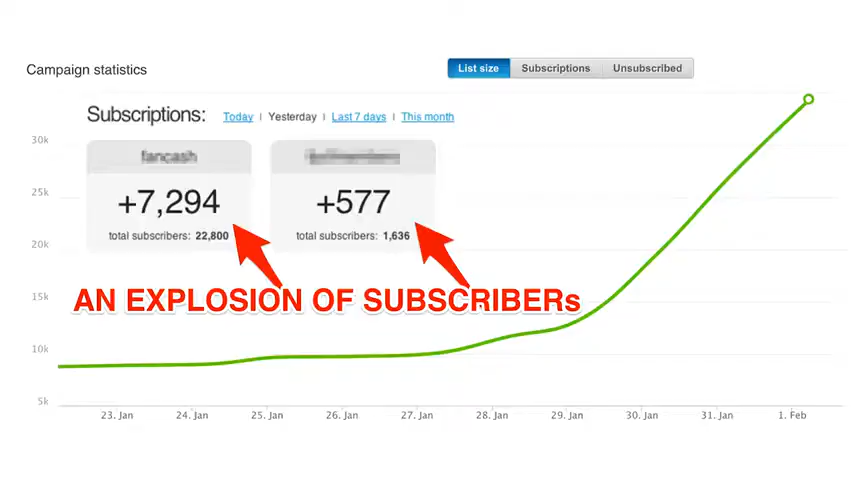 Campaign statistics
List size Subscriptions Unsubscribed
Subscriptions: Today | Yesterday | Last 7 days | This month
+7,294 +577
total subscribers: 22,800 total subscribers: 1,636
AN EXPLOSION OF SUBSCRIBERs
30k
25k
20k
15k
10k
5k
23. Jan 24. Jan 25. Jan 26. Jan 27. Jan 28. Jan 29. Jan 30. Jan 31. Jan 1. Feb